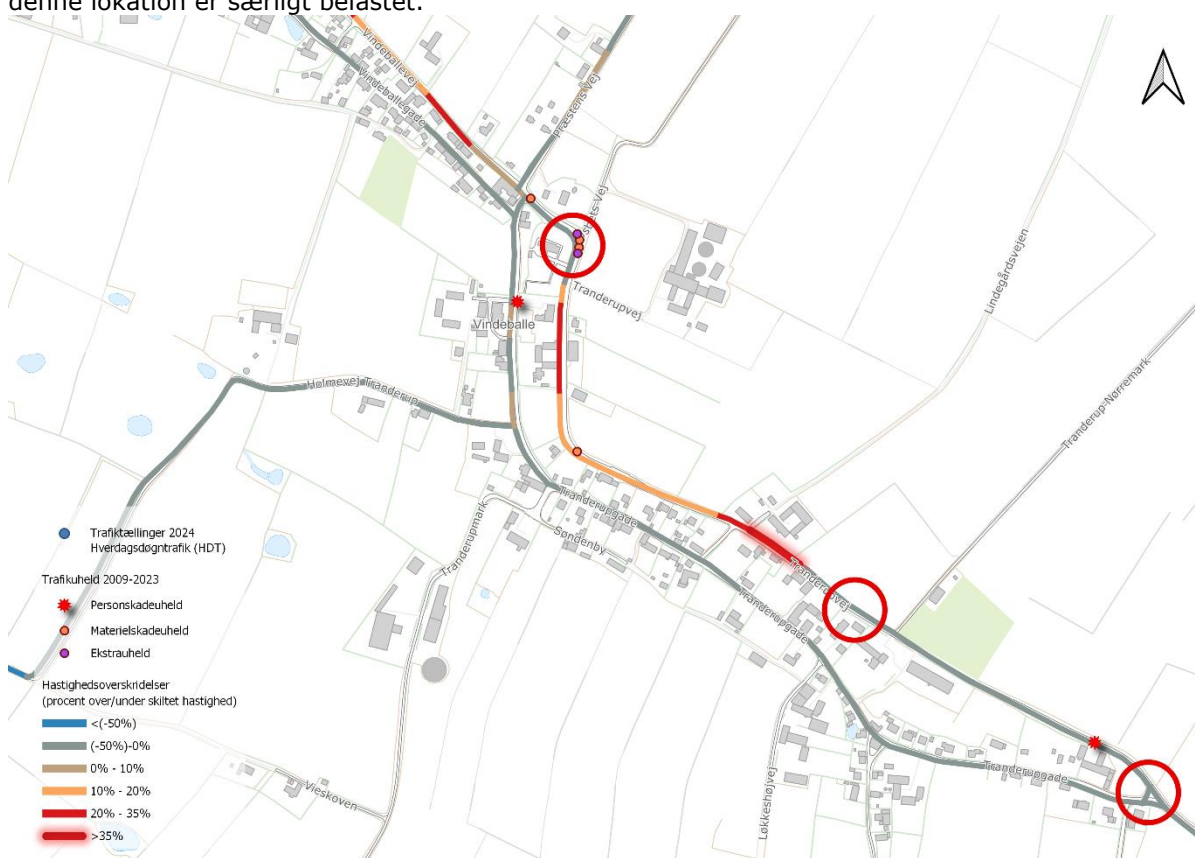 denne lokation er særligt belastet.
Vindeballevej
Vindeballegade
Præstens Vej
stets Vej
Tranderupvej
Lindegårdsvejen
Vindeballe
Tranderup-Nørremark
Holmevej Tranderup
Tranderupgade
Søndenby
Tranderupmark
Tranderupvej
Tranderupgade
Tranderupgade
Løkkeshøjvej
Vieskoven
Trafiktællinger 2024
Hverdagsdøgntrafik (HDT)
Trafikuheld 2009-2023
Personskadeuheld
Materielskadeuheld
Ekstrauheld
Hastighedsoverskridelser
(procent over/under skiltet hastighed)
<(-50%)
(-50%)-0%
0% - 10%
10% - 20%
20% - 35%
>35%